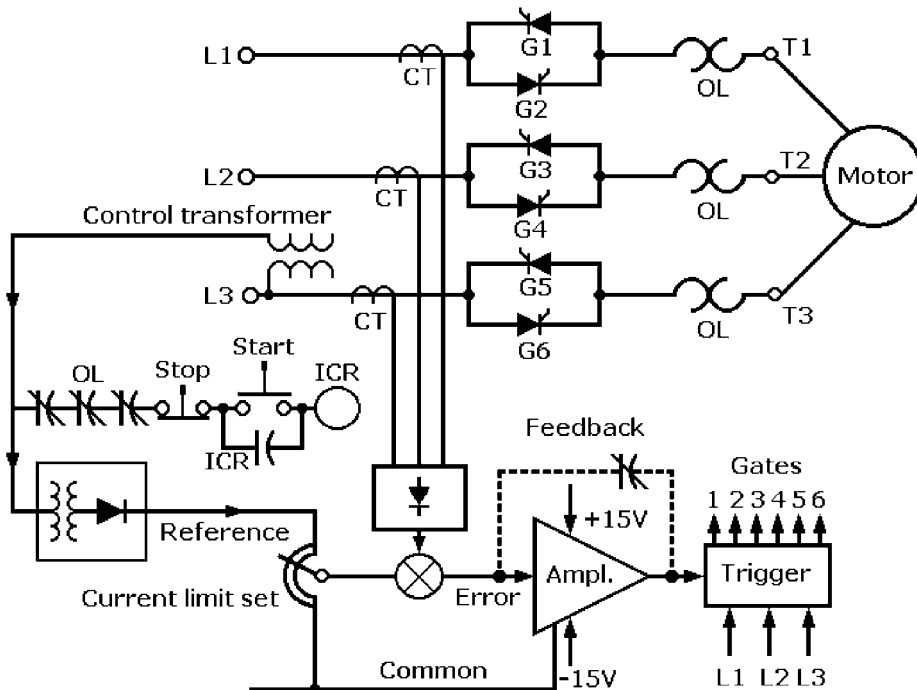 L1
CT
G1
G2
OL
T1
L2
CT
G3
G4
OL
T2
Motor
Control transformer
L3
CT
G5
G6
OL
T3
OL
Stop
Start
ICR
ICR
Feedback
Gates
1 2 3 4 5 6
Reference
+15V
Ampl.
Trigger
Current limit set
Error
Common
-15V
L1 L2 L3